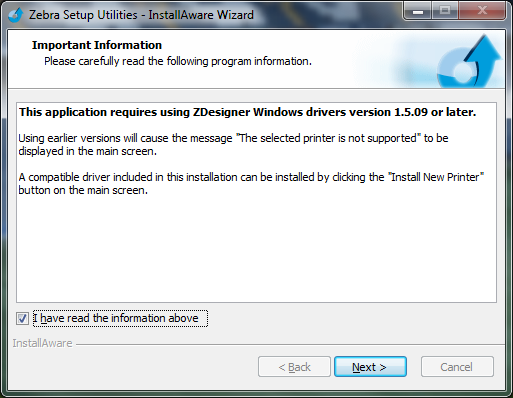 Zebra Setup Utilities - InstallAware Wizard
Important Information
Please carefully read the following program information.
This application requires using ZDesigner Windows drivers version 1.5.09 or later.
Using earlier versions will cause the message "The selected printer is not supported" to be
displayed in the main screen.
A compatible driver included in this installation can be installed by clicking the "Install New Printer"
button on the main screen.
I have read the information above
InstallAware
< Back
Next >
Cancel